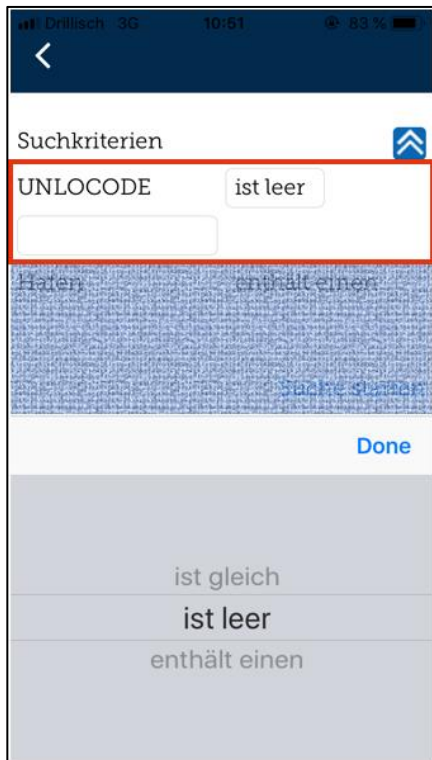 Drillisch 3G 10:51 83 %
Suchkriterien
UNLOCODE ist leer
Hafen enthält einen
Suche starten
Done
ist gleich
ist leer
enthält einen